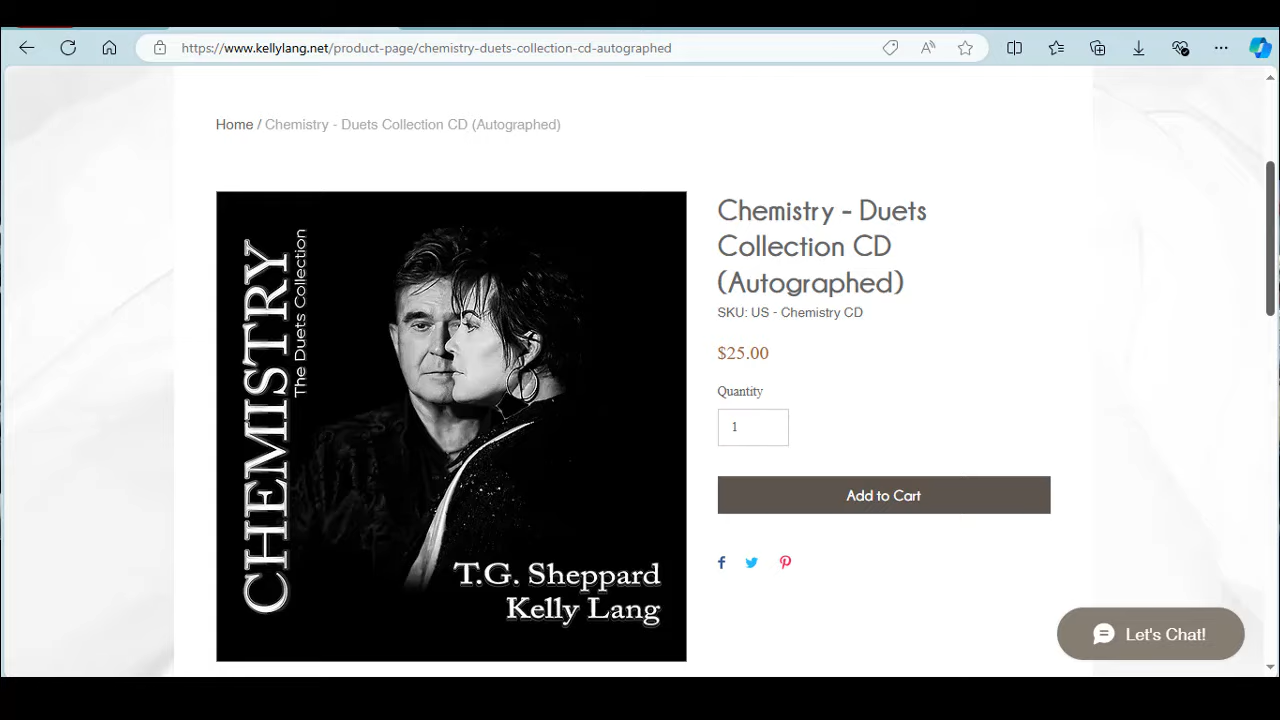 https://www.kellylang.net/product-page/chemistry-duets-collection-cd-autographed
Home / Chemistry - Duets Collection CD (Autographed)
CHEMISTRY
The Duets Collection
T.G. Sheppard
Kelly Lang
Chemistry - Duets
Collection CD
(Autographed)
SKU: US - Chemistry CD
$25.00
Quantity
1
Add to Cart
Let's Chat!